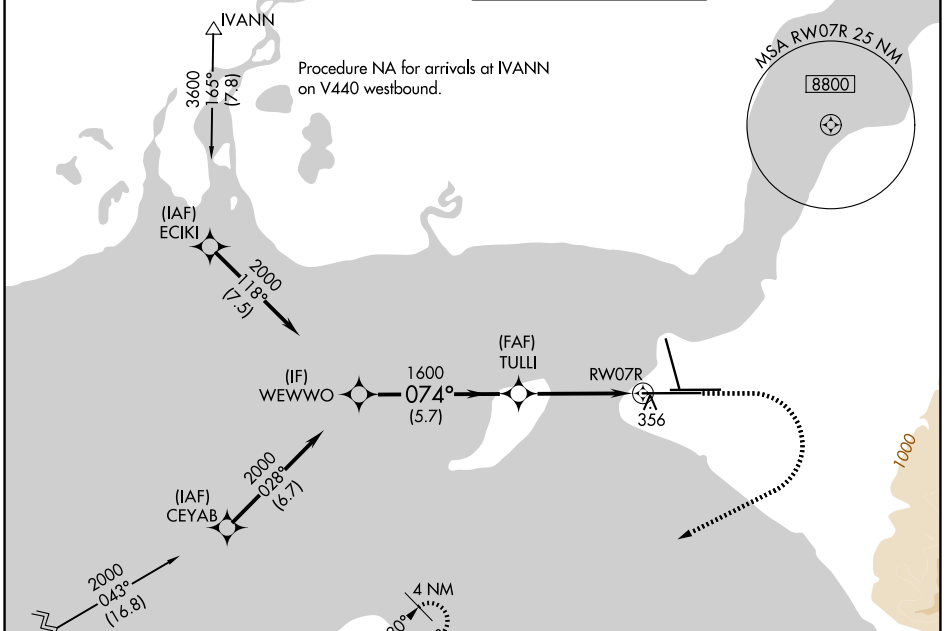 IVANN
3600
165°
(7.8)
Procedure NA for arrivals at IVANN
on V440 westbound.
MSA RW07R 25 NM
8800
(IAF)
ECIKI
2000
118°
(7.5)
(IF)
WEWWO
1600
074°
(5.7)
(FAF)
TULLI
RW07R
356
1000
(IAF)
CEYAB
2000
028°
(6.7)
2000
043°
(16.8)
4 NM